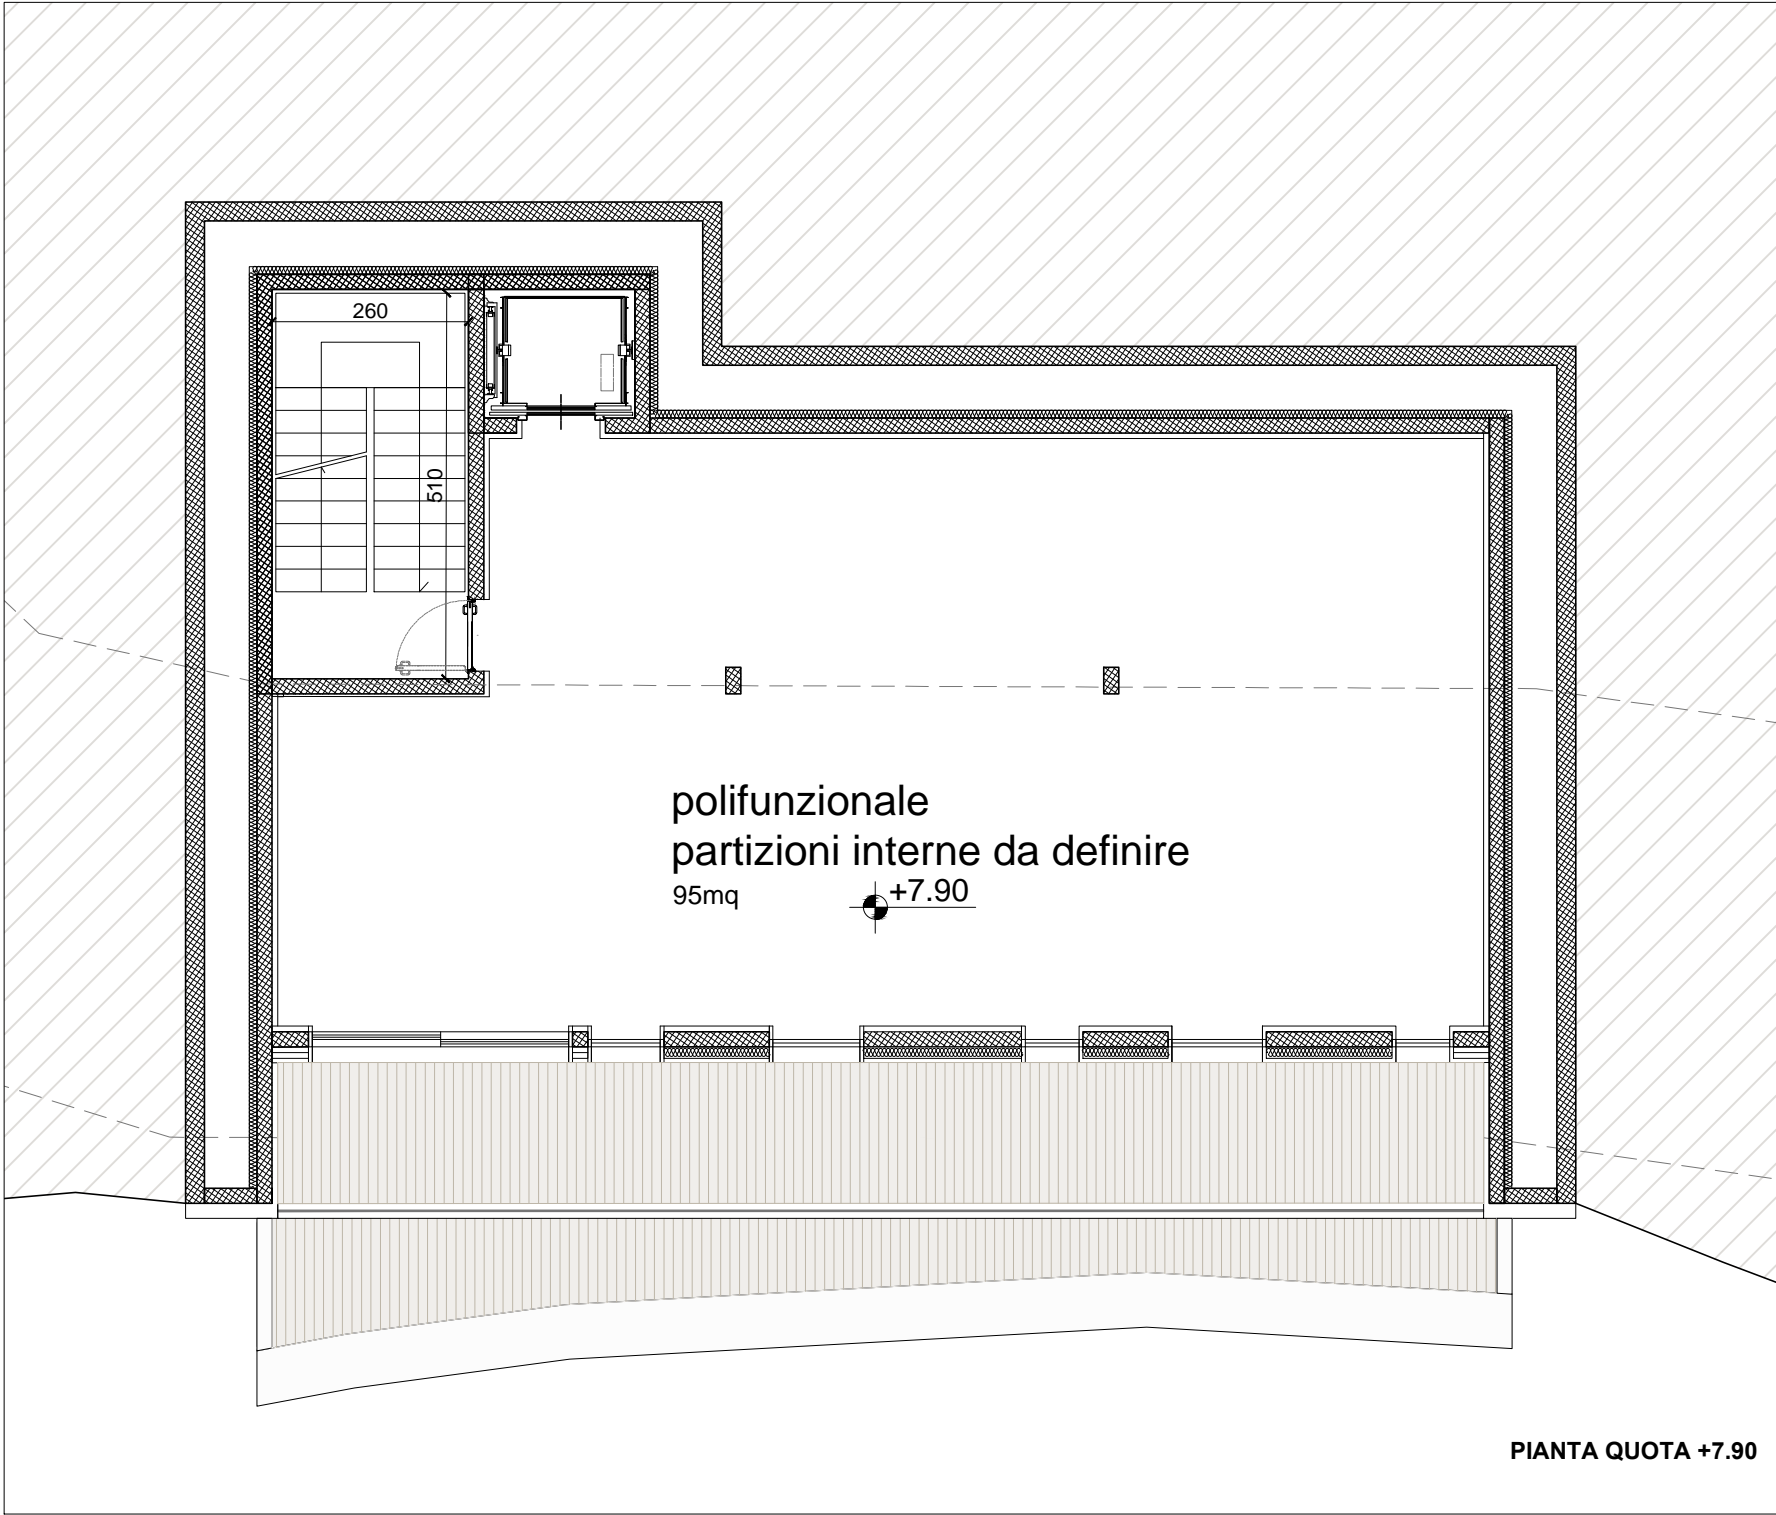 260
510
polifunzionale
partizioni interne da definire
95mq
+7.90
PIANTA QUOTA +7.90